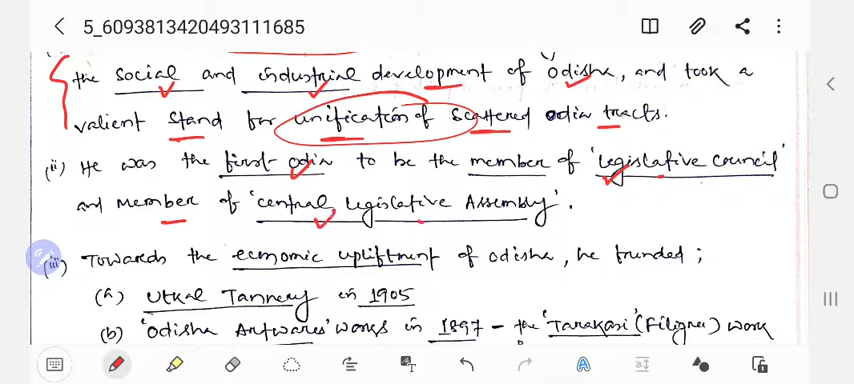 5_6093813420493111685
the social and industrial development of Odisha, and took a
valient stand for unification of scattered odia tracts.
(ii) He was the first odia to be the member of 'Legislative Council'
and member of 'central Legislative Assembly'.
(iii) Towards the economic upliftment of odisha, he founded;
(a) Utkal Tannery in 1905
(b) 'Odisha Artwares' works in 1897 - the 'Tarakasi' (Filigree) work